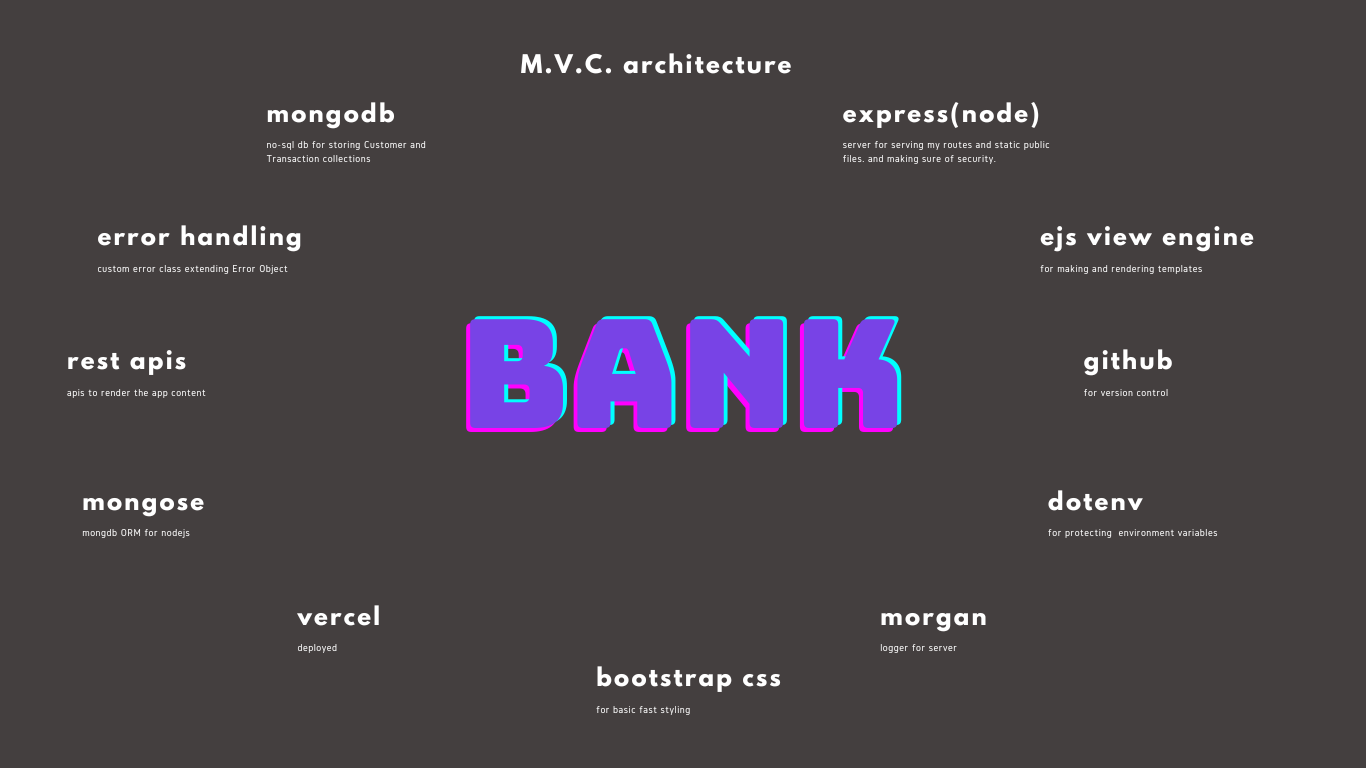 M.V.C. architecture
mongodb
no-sql db for storing Customer and
Transaction collections
express(node)
server for serving my routes and static public
files. and making sure of security.
error handling
custom error class extending Error Object
ejs view engine
for making and rendering templates
BANK
rest apis
apis to render the app content
github
for version control
mongose
mongdb ORM for nodejs
dotenv
for protecting  environment variables
vercel
deployed
morgan
logger for server
bootstrap css
for basic fast styling